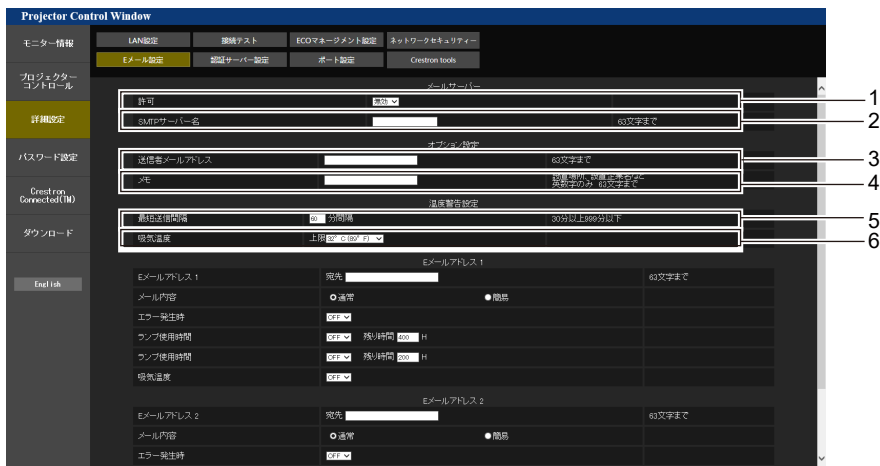 Projector Control Window
モニター情報
プロジェクター
コントロール
詳細設定
パスワード設定
Crestron
Connected(TM)
ダウンロード
English
LAN設定 接続テスト ECOマネージメント設定 ネットワークセキュリティー
Eメール設定 認証サーバー設定 ポート設定 Crestron tools
メールサーバー
許可 無効 1
SMTPサーバー名 63文字まで 2
オプション設定
送信者メールアドレス 63文字まで 3
メモ 設置場所、設置企業名など
英数字のみ 63文字まで 4
温度警告設定
最短送信間隔 60 分間隔 30分以上999分以下 5
吸気温度 上限 32°C(89°F) 6
Eメールアドレス 1
Eメールアドレス 1 宛先 63文字まで
メール内容 通常 簡易
エラー発生時 OFF
ランプ使用時間 OFF 残り時間 400 H
ランプ使用時間 OFF 残り時間 200 H
吸気温度 OFF
Eメールアドレス 2
Eメールアドレス 2 宛先 63文字まで
メール内容 通常 簡易
エラー発生時 OFF